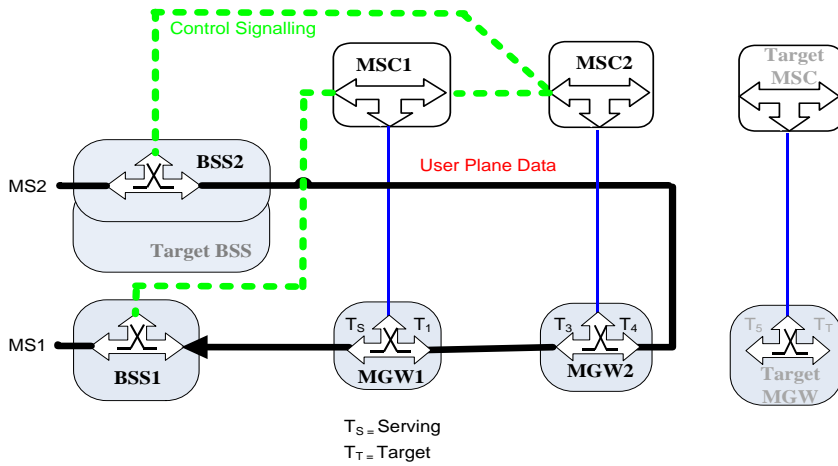 Control Signalling
MSC1
MSC2
Target
MSC
BSS2
User Plane Data
MS2
Target BSS
TS
T1
T3
T4
T5
TT
MS1
BSS1
MGW1
MGW2
Target
MGW
TS = Serving
TT = Target